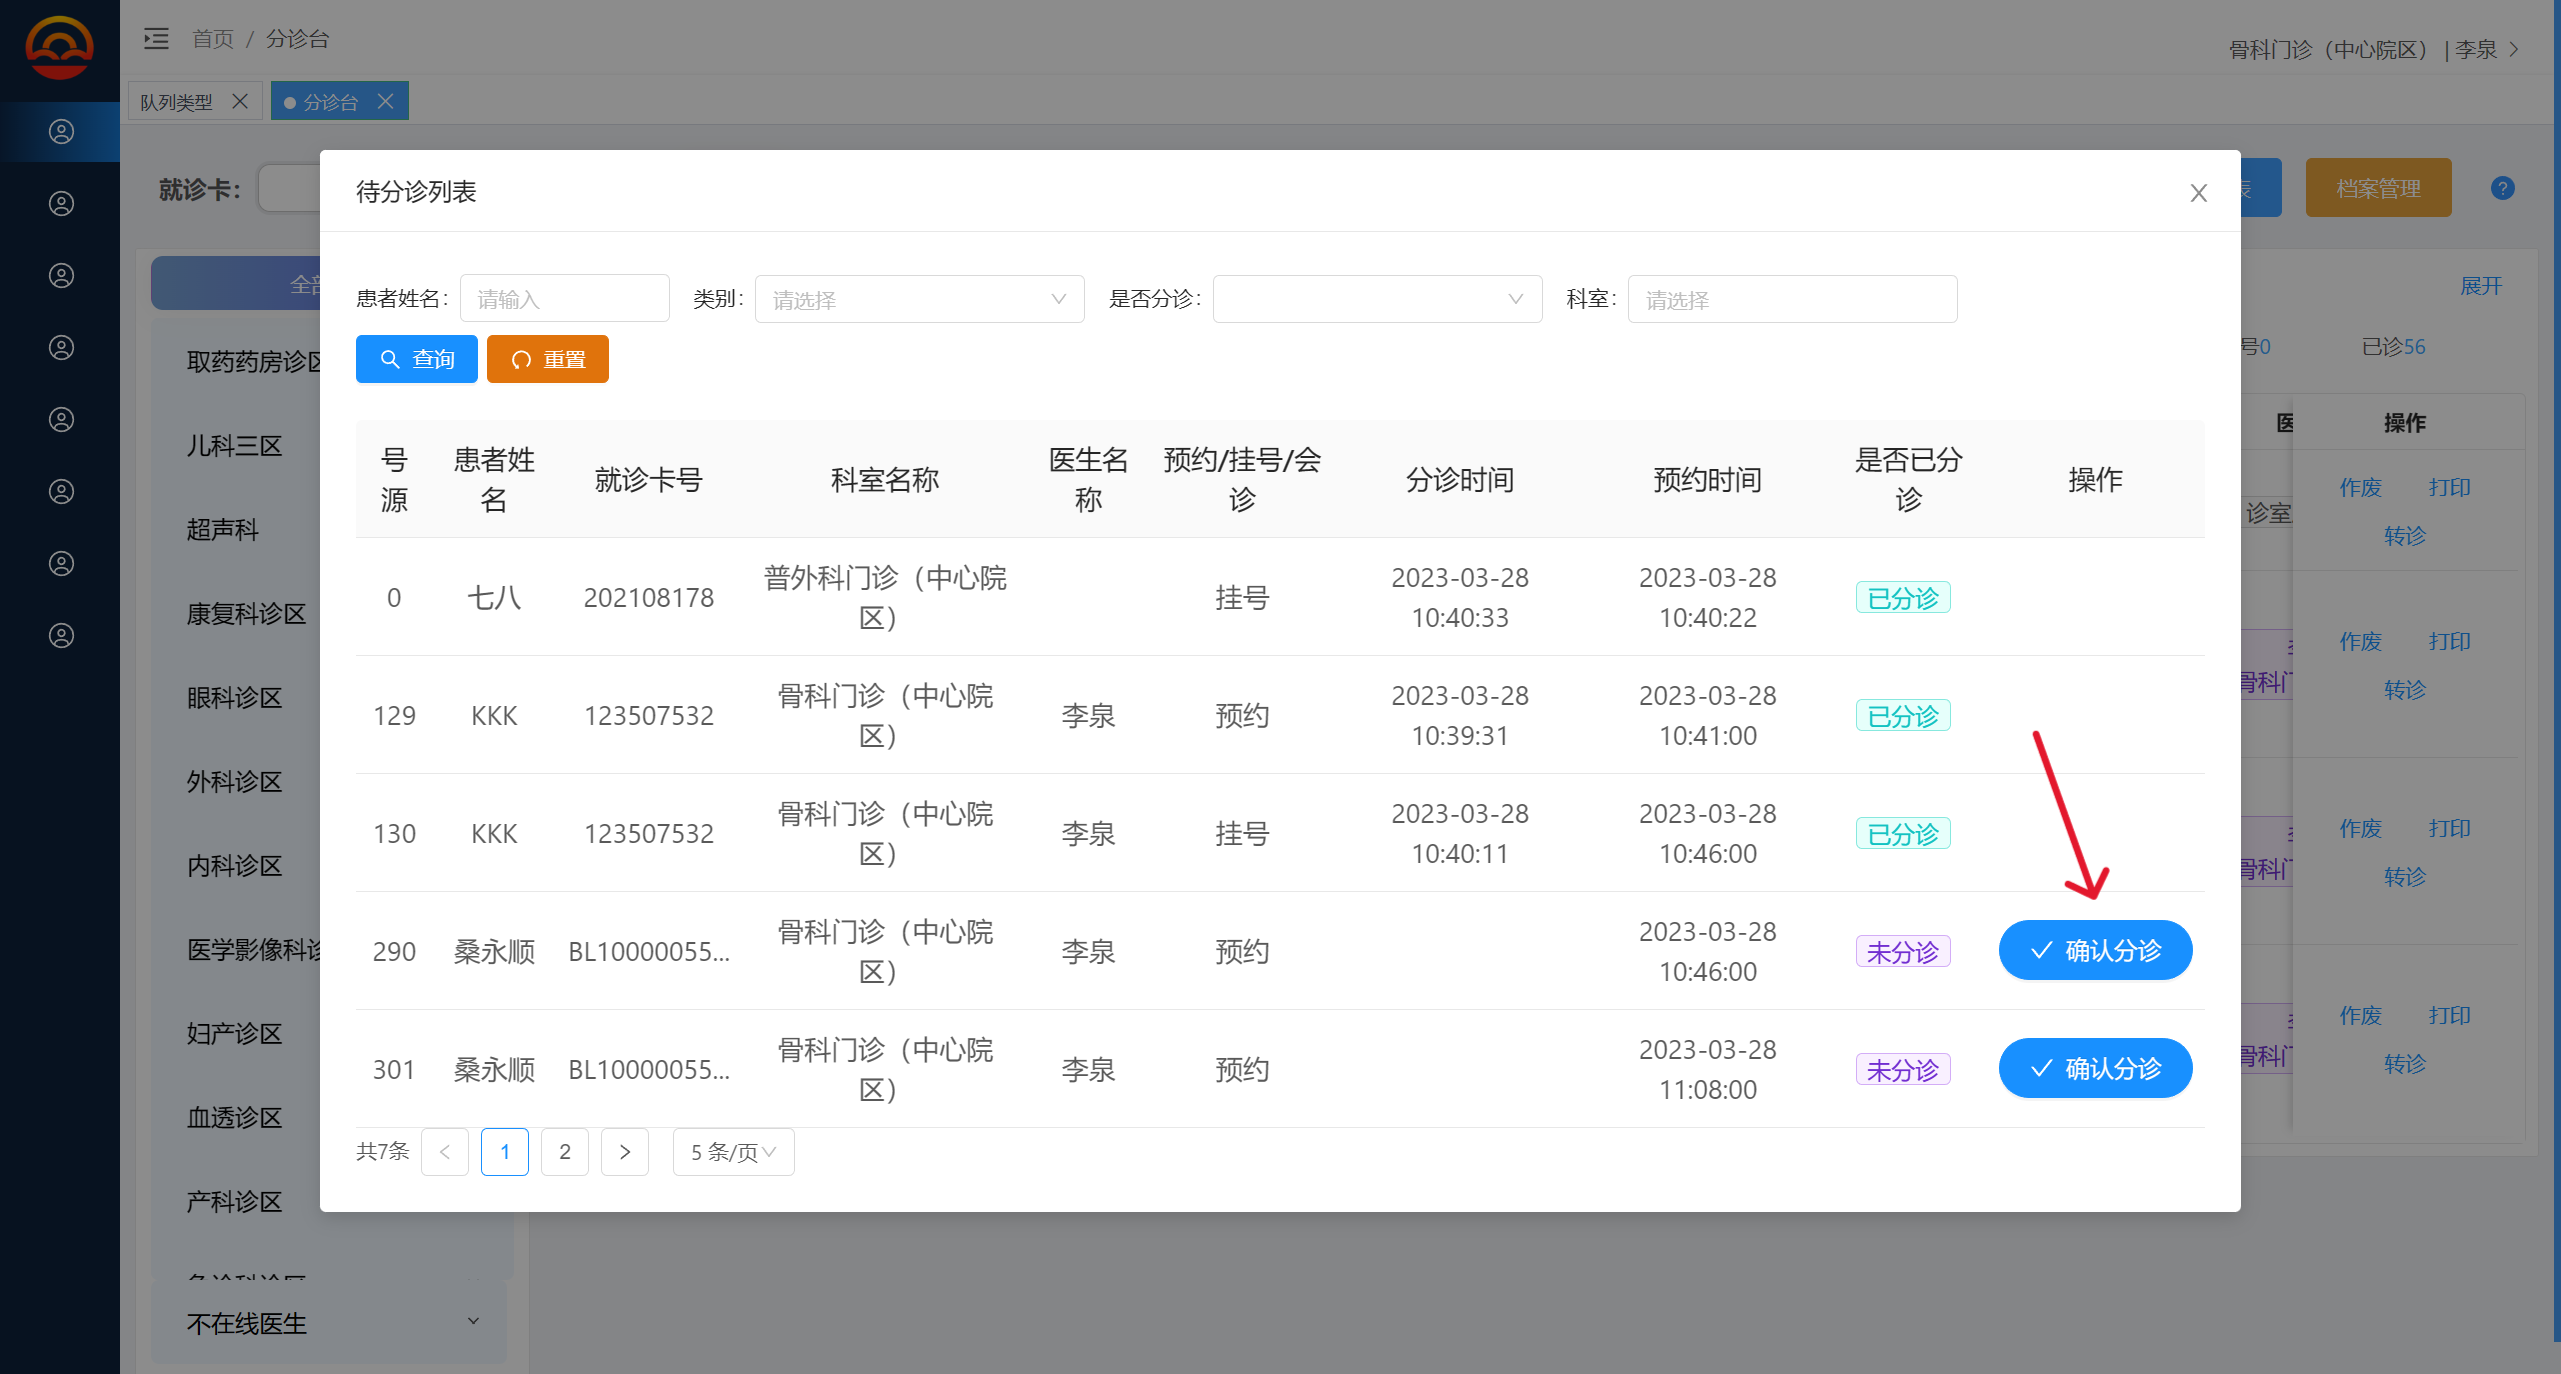 首页 / 分诊台
骨科门诊（中心院区） | 李泉
队列类型
分诊台
就诊卡：
档案管理
待分诊列表
患者姓名：
请输入
类别：
请选择
是否分诊：
科室：
请选择
查询
重置
号源
患者姓名
就诊卡号
科室名称
医生名称
预约/挂号/会诊
分诊时间
预约时间
是否已分诊
操作
0 七八 202108178 普外科门诊（中心院区） 挂号 2023-03-28 10:40:33 2023-03-28 10:40:22 已分诊
129 KKK 123507532 骨科门诊（中心院区） 李泉 预约 2023-03-28 10:39:31 2023-03-28 10:41:00 已分诊
130 KKK 123507532 骨科门诊（中心院区） 李泉 挂号 2023-03-28 10:40:11 2023-03-28 10:46:00 已分诊
290 桑永顺 BL10000055... 骨科门诊（中心院区） 李泉 预约 2023-03-28 10:46:00 未分诊 确认分诊
301 桑永顺 BL10000055... 骨科门诊（中心院区） 李泉 预约 2023-03-28 11:08:00 未分诊 确认分诊
共7条
1
2
5 条/页
全部
取药药房诊区
儿科三区
超声科
康复科诊区
眼科诊区
外科诊区
内科诊区
医学影像科诊
妇产诊区
血透诊区
产科诊区
不在线医生
展开
号0
已诊56
操作
诊室
作废 打印
转诊
骨科门
作废 打印
转诊
骨科门
作废 打印
转诊
骨科门
作废 打印
转诊